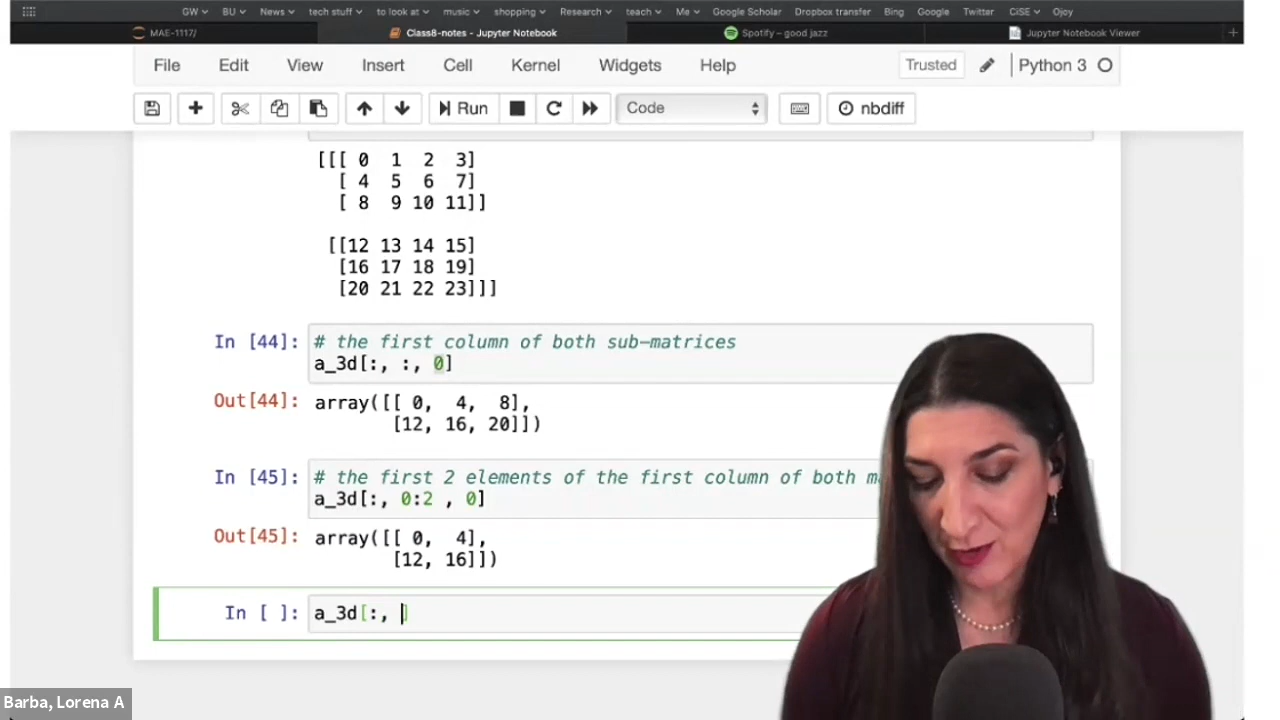 GW BU News tech stuff to look at music shopping Research teach Me Google Scholar Dropbox transfer Bing Google Twitter CiSE Ojoy
MAE-1117/ Class8-notes - Jupyter Notebook Spotify – good jazz Jupyter Notebook Viewer
File Edit View Insert Cell Kernel Widgets Help Trusted Python 3
Run Code nbdiff
[[[ 0 1 2 3]
[ 4 5 6 7]
[ 8 9 10 11]]
[[12 13 14 15]
[16 17 18 19]
[20 21 22 23]]]
In [44]: # the first column of both sub-matrices
a_3d[:, :, 0]
Out[44]: array([[ 0, 4, 8],
[12, 16, 20]])
In [45]: # the first 2 elements of the first column of both
a_3d[:, 0:2 , 0]
Out[45]: array([[ 0, 4],
[12, 16]])
In [ ]: a_3d[:, ]
Barba, Lorena A